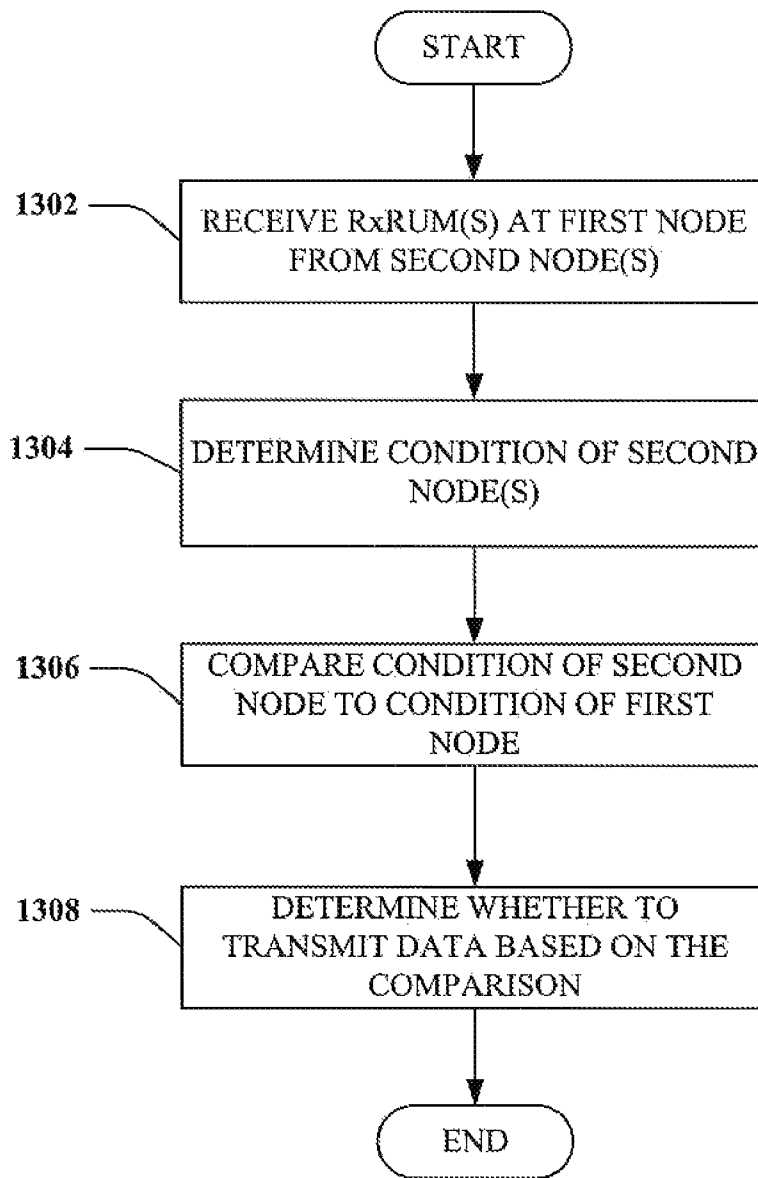 START
1302
RECEIVE RxRUM(S) AT FIRST NODE
FROM SECOND NODE(S)
1304
DETERMINE CONDITION OF SECOND
NODE(S)
1306
COMPARE CONDITION OF SECOND
NODE TO CONDITION OF FIRST
NODE
1308
DETERMINE WHETHER TO
TRANSMIT DATA BASED ON THE
COMPARISON
END